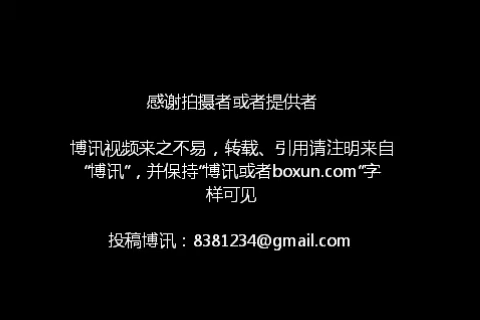 感谢拍摄者或者提供者
博讯视频来之不易，转载、引用请注明来自
“博讯”，并保持“博讯或者boxun.com”字
样可见
投稿博讯：8381234@gmail.com